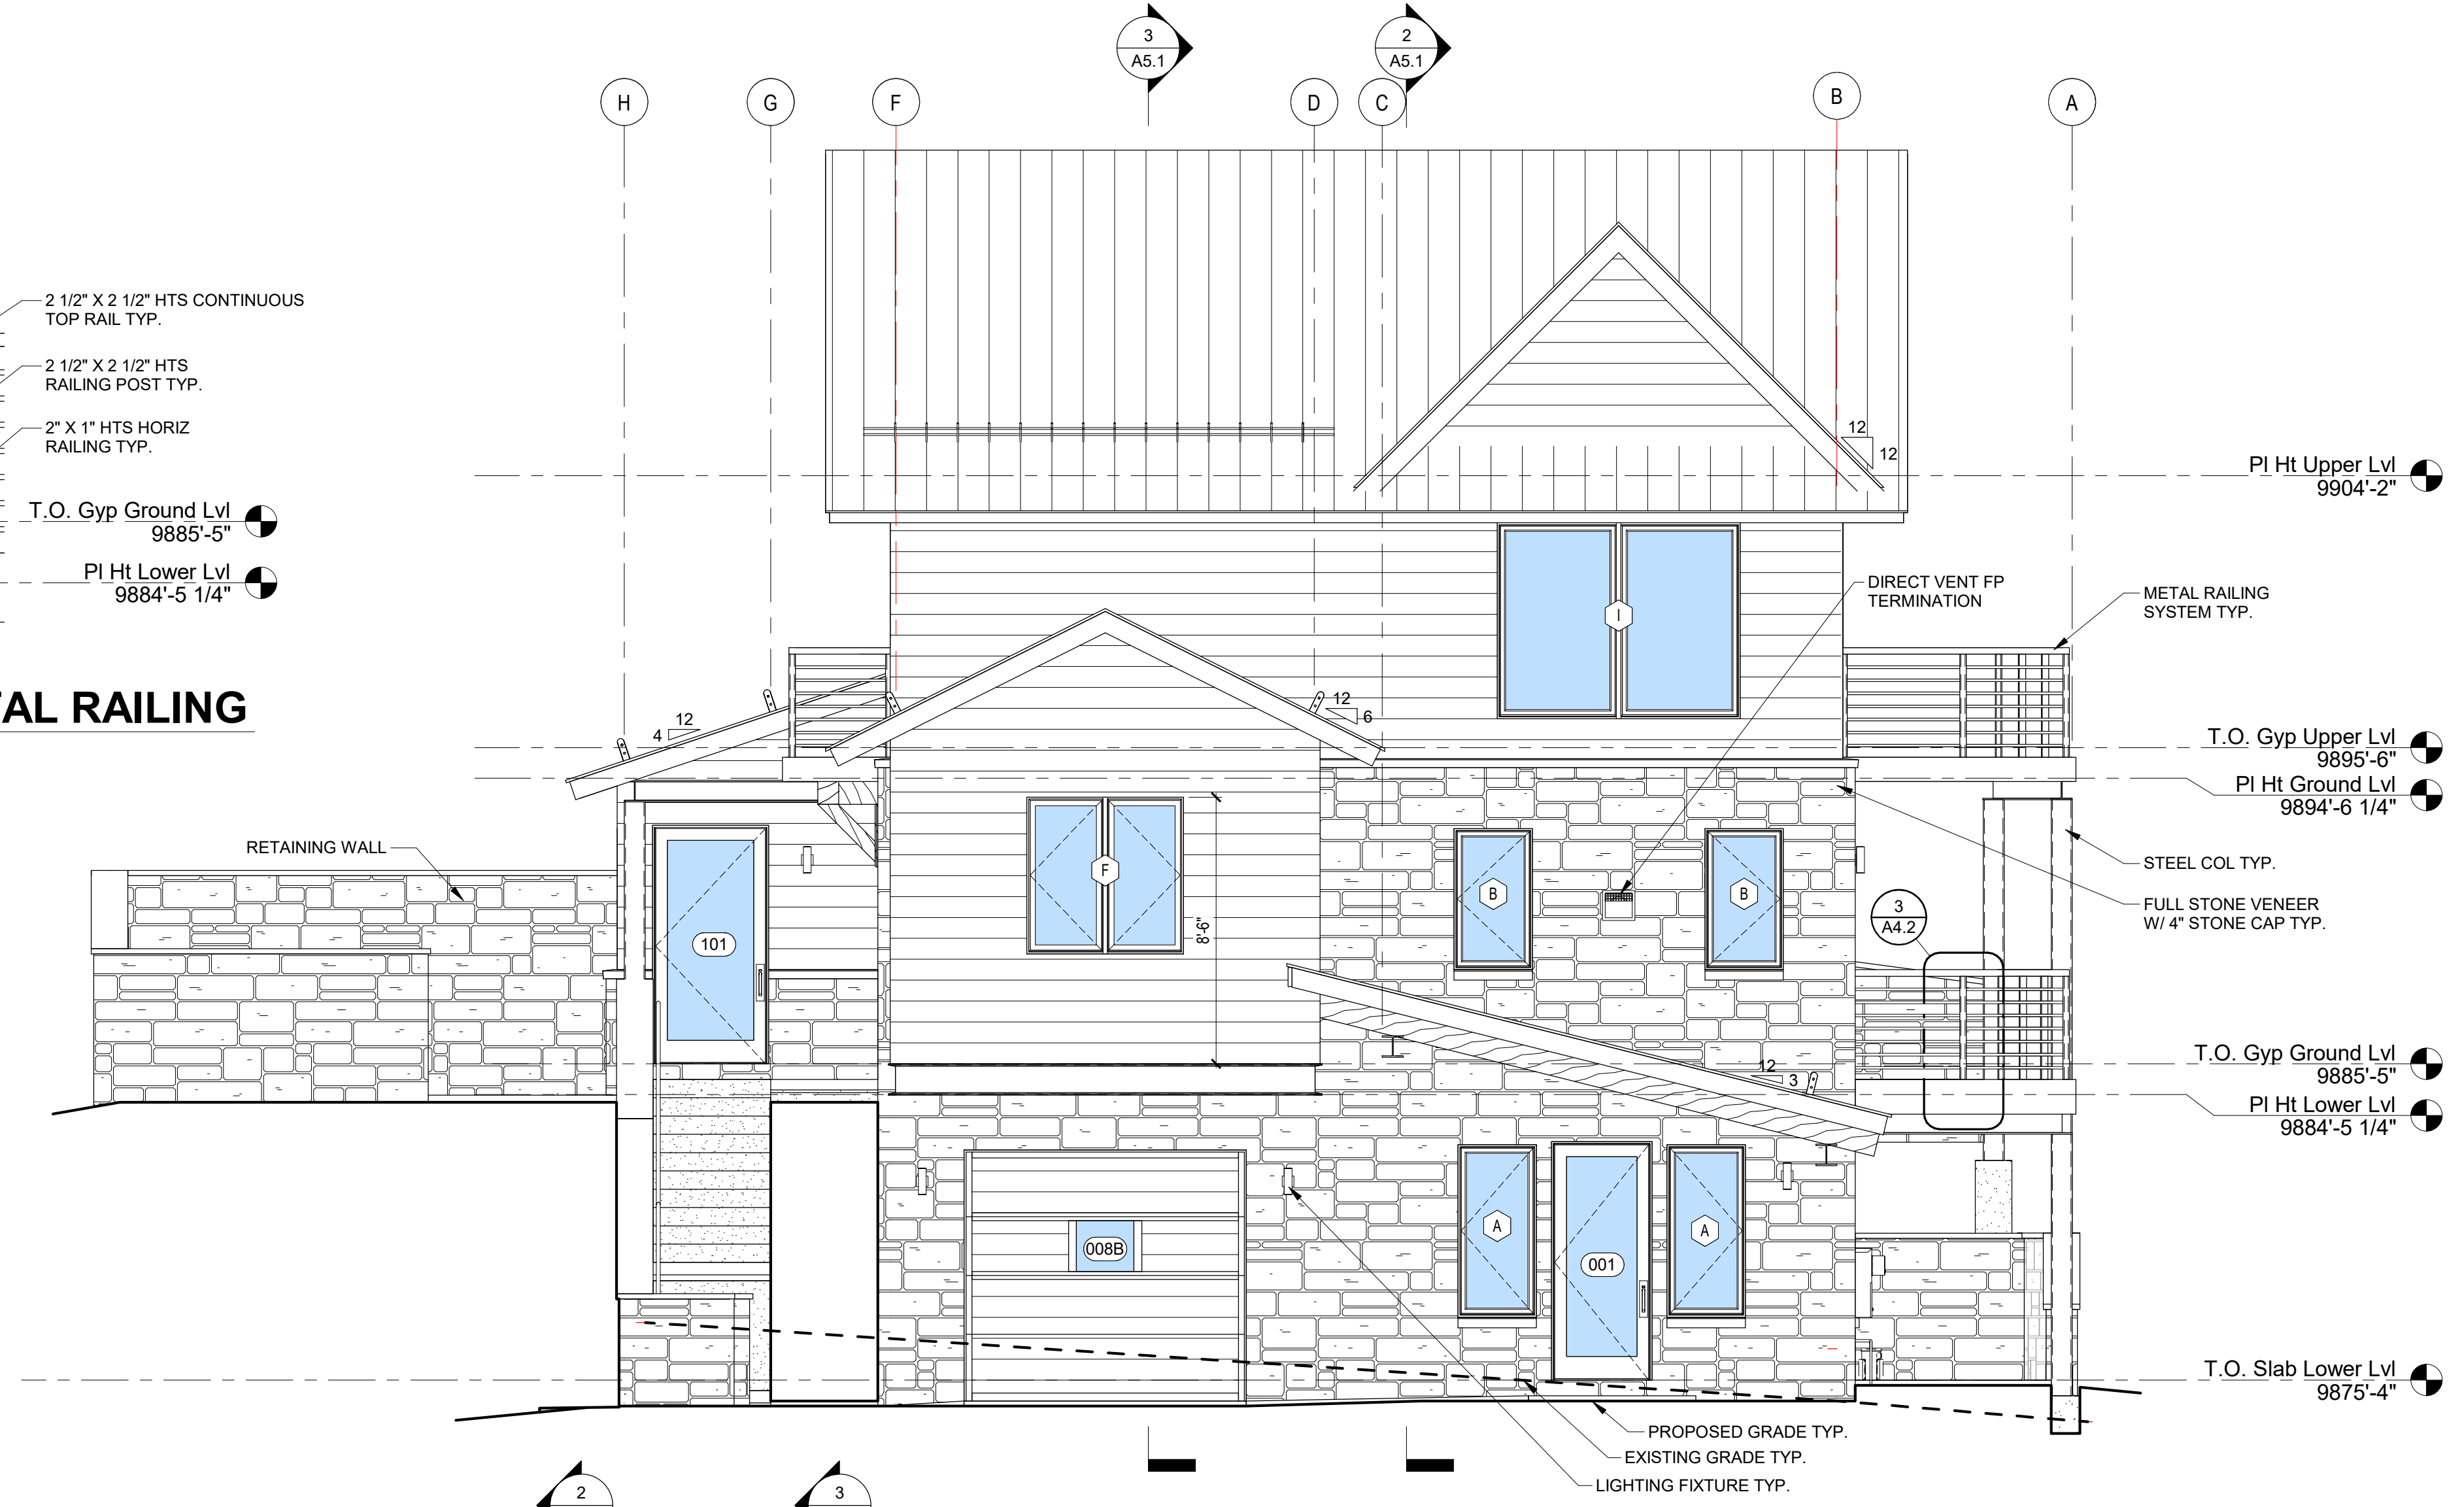 3
A5.1
2
A5.1
H
G
F
D
C
B
A
2 1/2" X 2 1/2" HTS CONTINUOUS
TOP RAIL TYP.
2 1/2" X 2 1/2" HTS
RAILING POST TYP.
2" X 1" HTS HORIZ
RAILING TYP.
T.O. Gyp Ground Lvl
9885'-5"
Pl Ht Lower Lvl
9884'-5 1/4"
AL RAILING
12
12
Pl Ht Upper Lvl
9904'-2"
DIRECT VENT FP
TERMINATION
METAL RAILING
SYSTEM TYP.
I
12
4
12
6
T.O. Gyp Upper Lvl
9895'-6"
Pl Ht Ground Lvl
9894'-6 1/4"
RETAINING WALL
STEEL COL TYP.
F
B
B
8'-6"
101
3
A4.2
FULL STONE VENEER
W/ 4" STONE CAP TYP.
12
3
T.O. Gyp Ground Lvl
9885'-5"
Pl Ht Lower Lvl
9884'-5 1/4"
A
A
008B
001
T.O. Slab Lower Lvl
9875'-4"
PROPOSED GRADE TYP.
EXISTING GRADE TYP.
LIGHTING FIXTURE TYP.
2
3